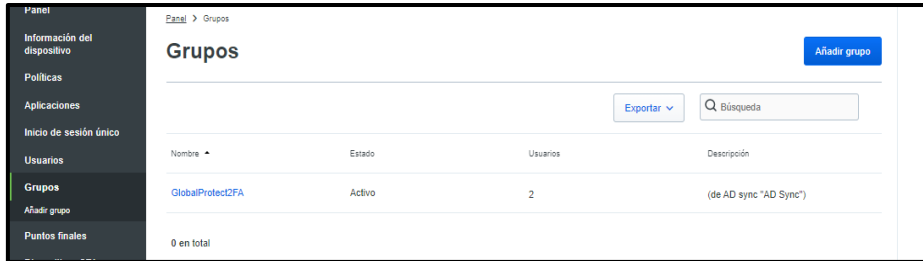 Panel
Información del
dispositivo
Políticas
Aplicaciones
Inicio de sesión único
Usuarios
Grupos
Añadir grupo
Puntos finales
Panel > Grupos
Grupos
Añadir grupo
Exportar
Búsqueda
Nombre Estado Usuarios Descripción
GlobalProtect2FA Activo 2 (de AD sync "AD Sync")
0 en total